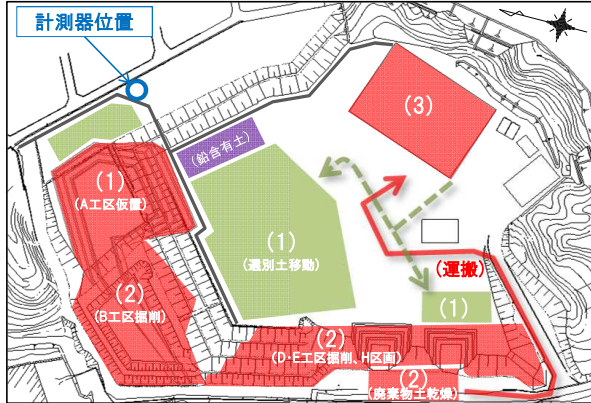 計測器位置
(3)
(鉛含有土)
(1)
(A工区仮置)
(1)
(選別土移動)
(運搬)
(2)
(B工区掘削)
(1)
(2)
(D・E工区掘削、H区画)
(2)
(廃棄物土乾燥)